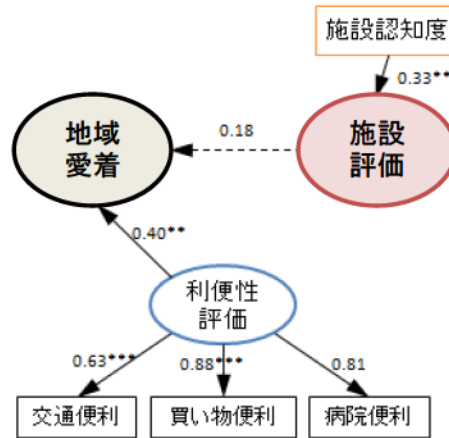 施設認知度
0.33**
地域
愛着
0.18
施設
評価
0.40**
利便性
評価
0.63***
0.88***
0.81
交通便利
買い物便利
病院便利